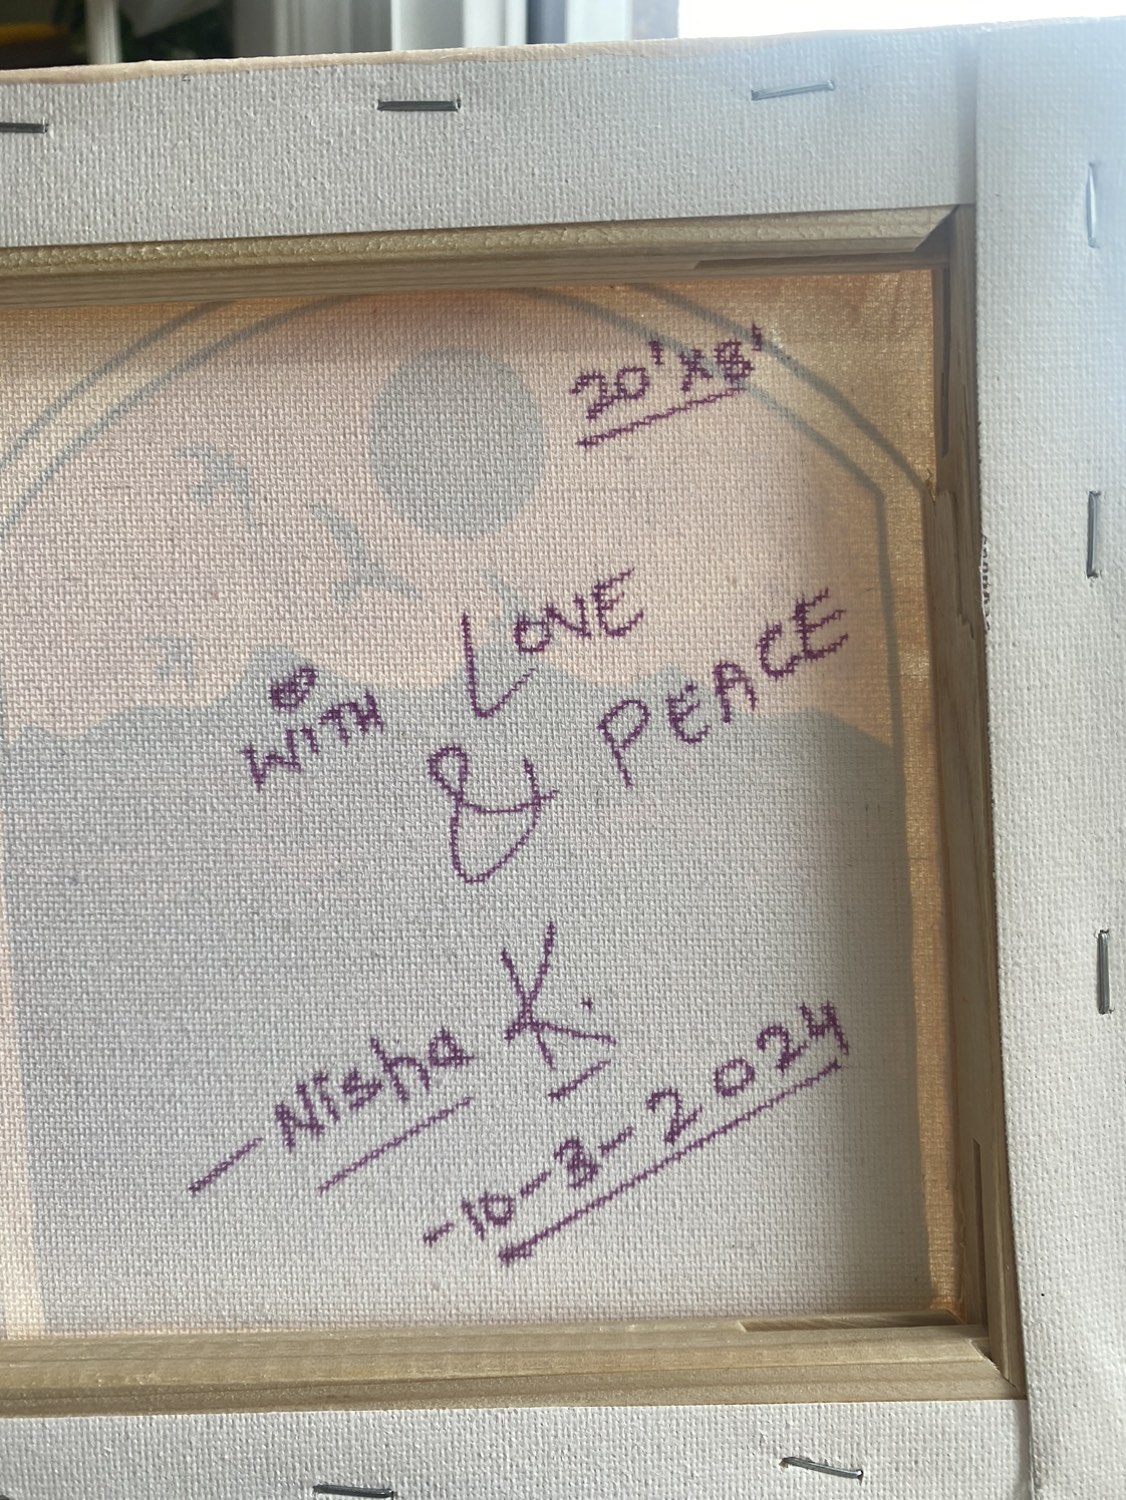 20'x8'
WITH LOVE
& PEACE
- Nisha K.
-10-3-2024